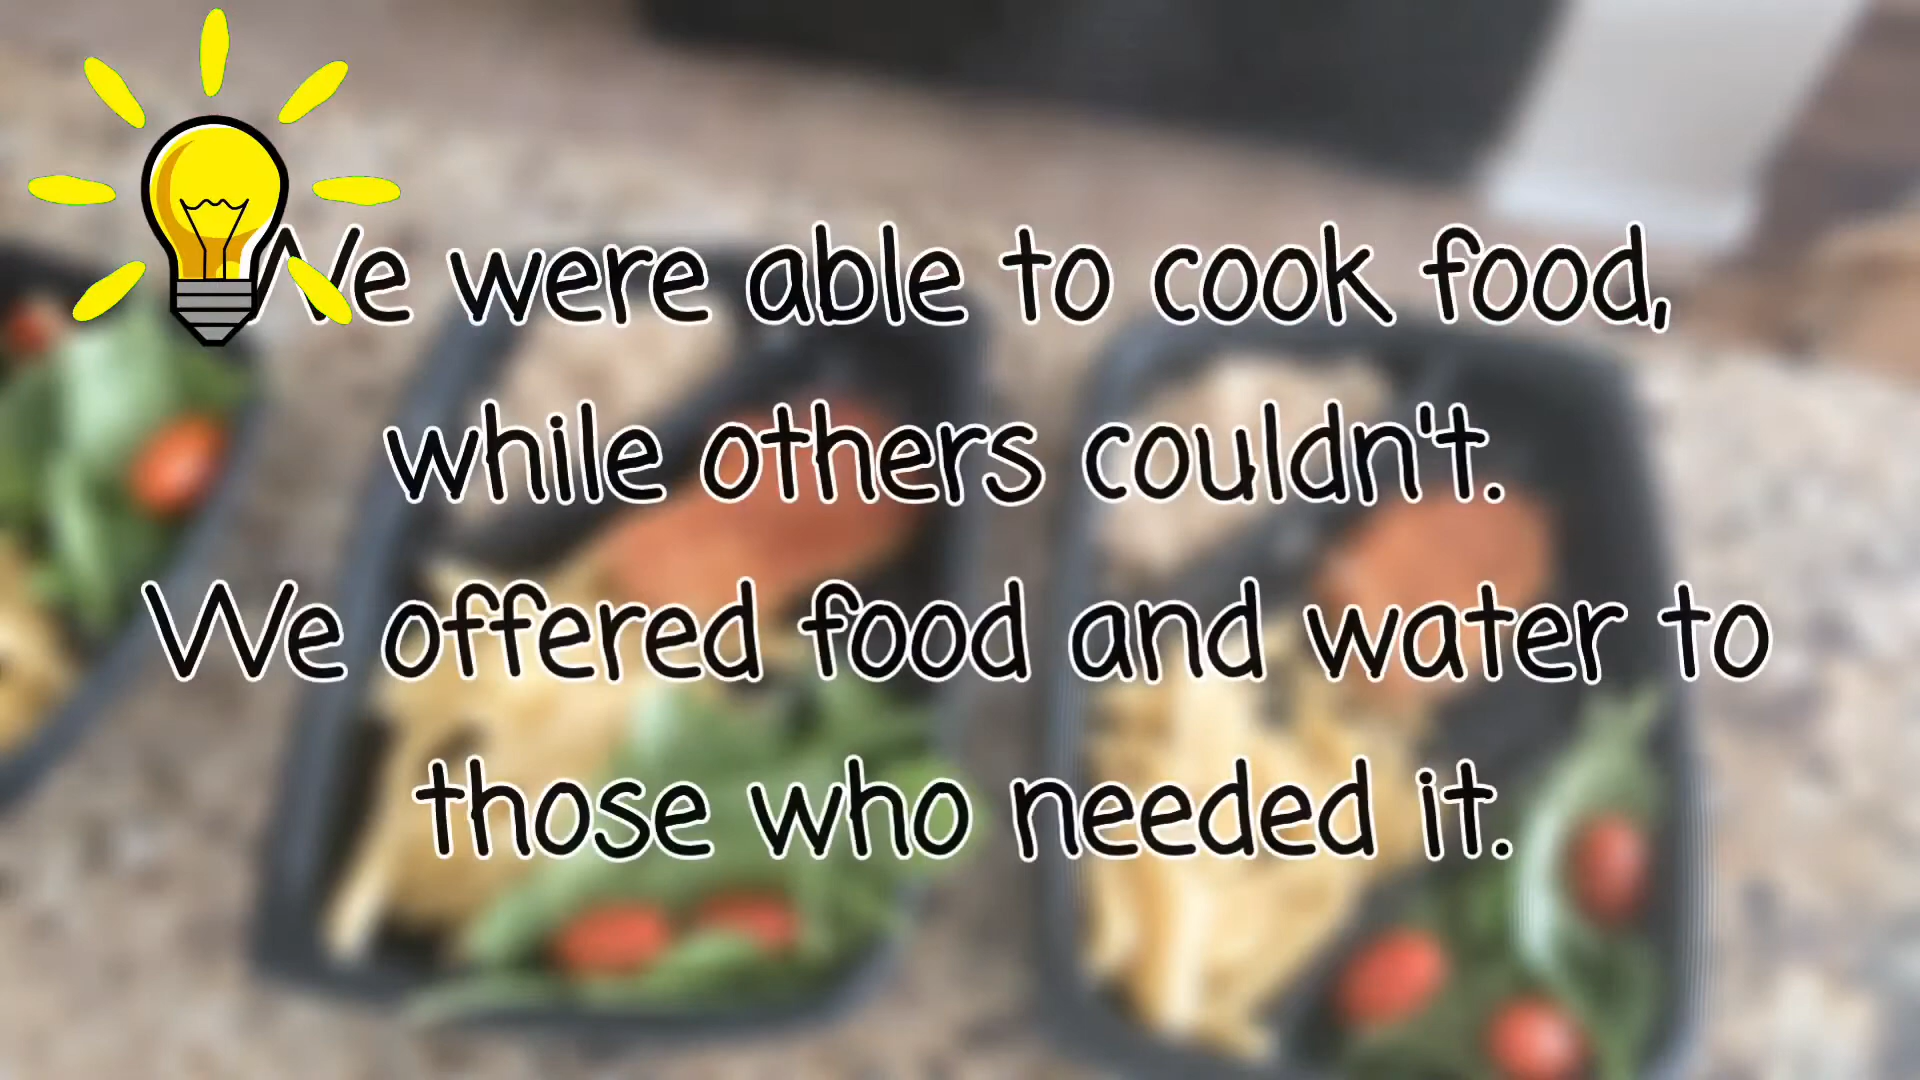 We were able to cook food,
while others couldn't.
We offered food and water to
those who needed it.